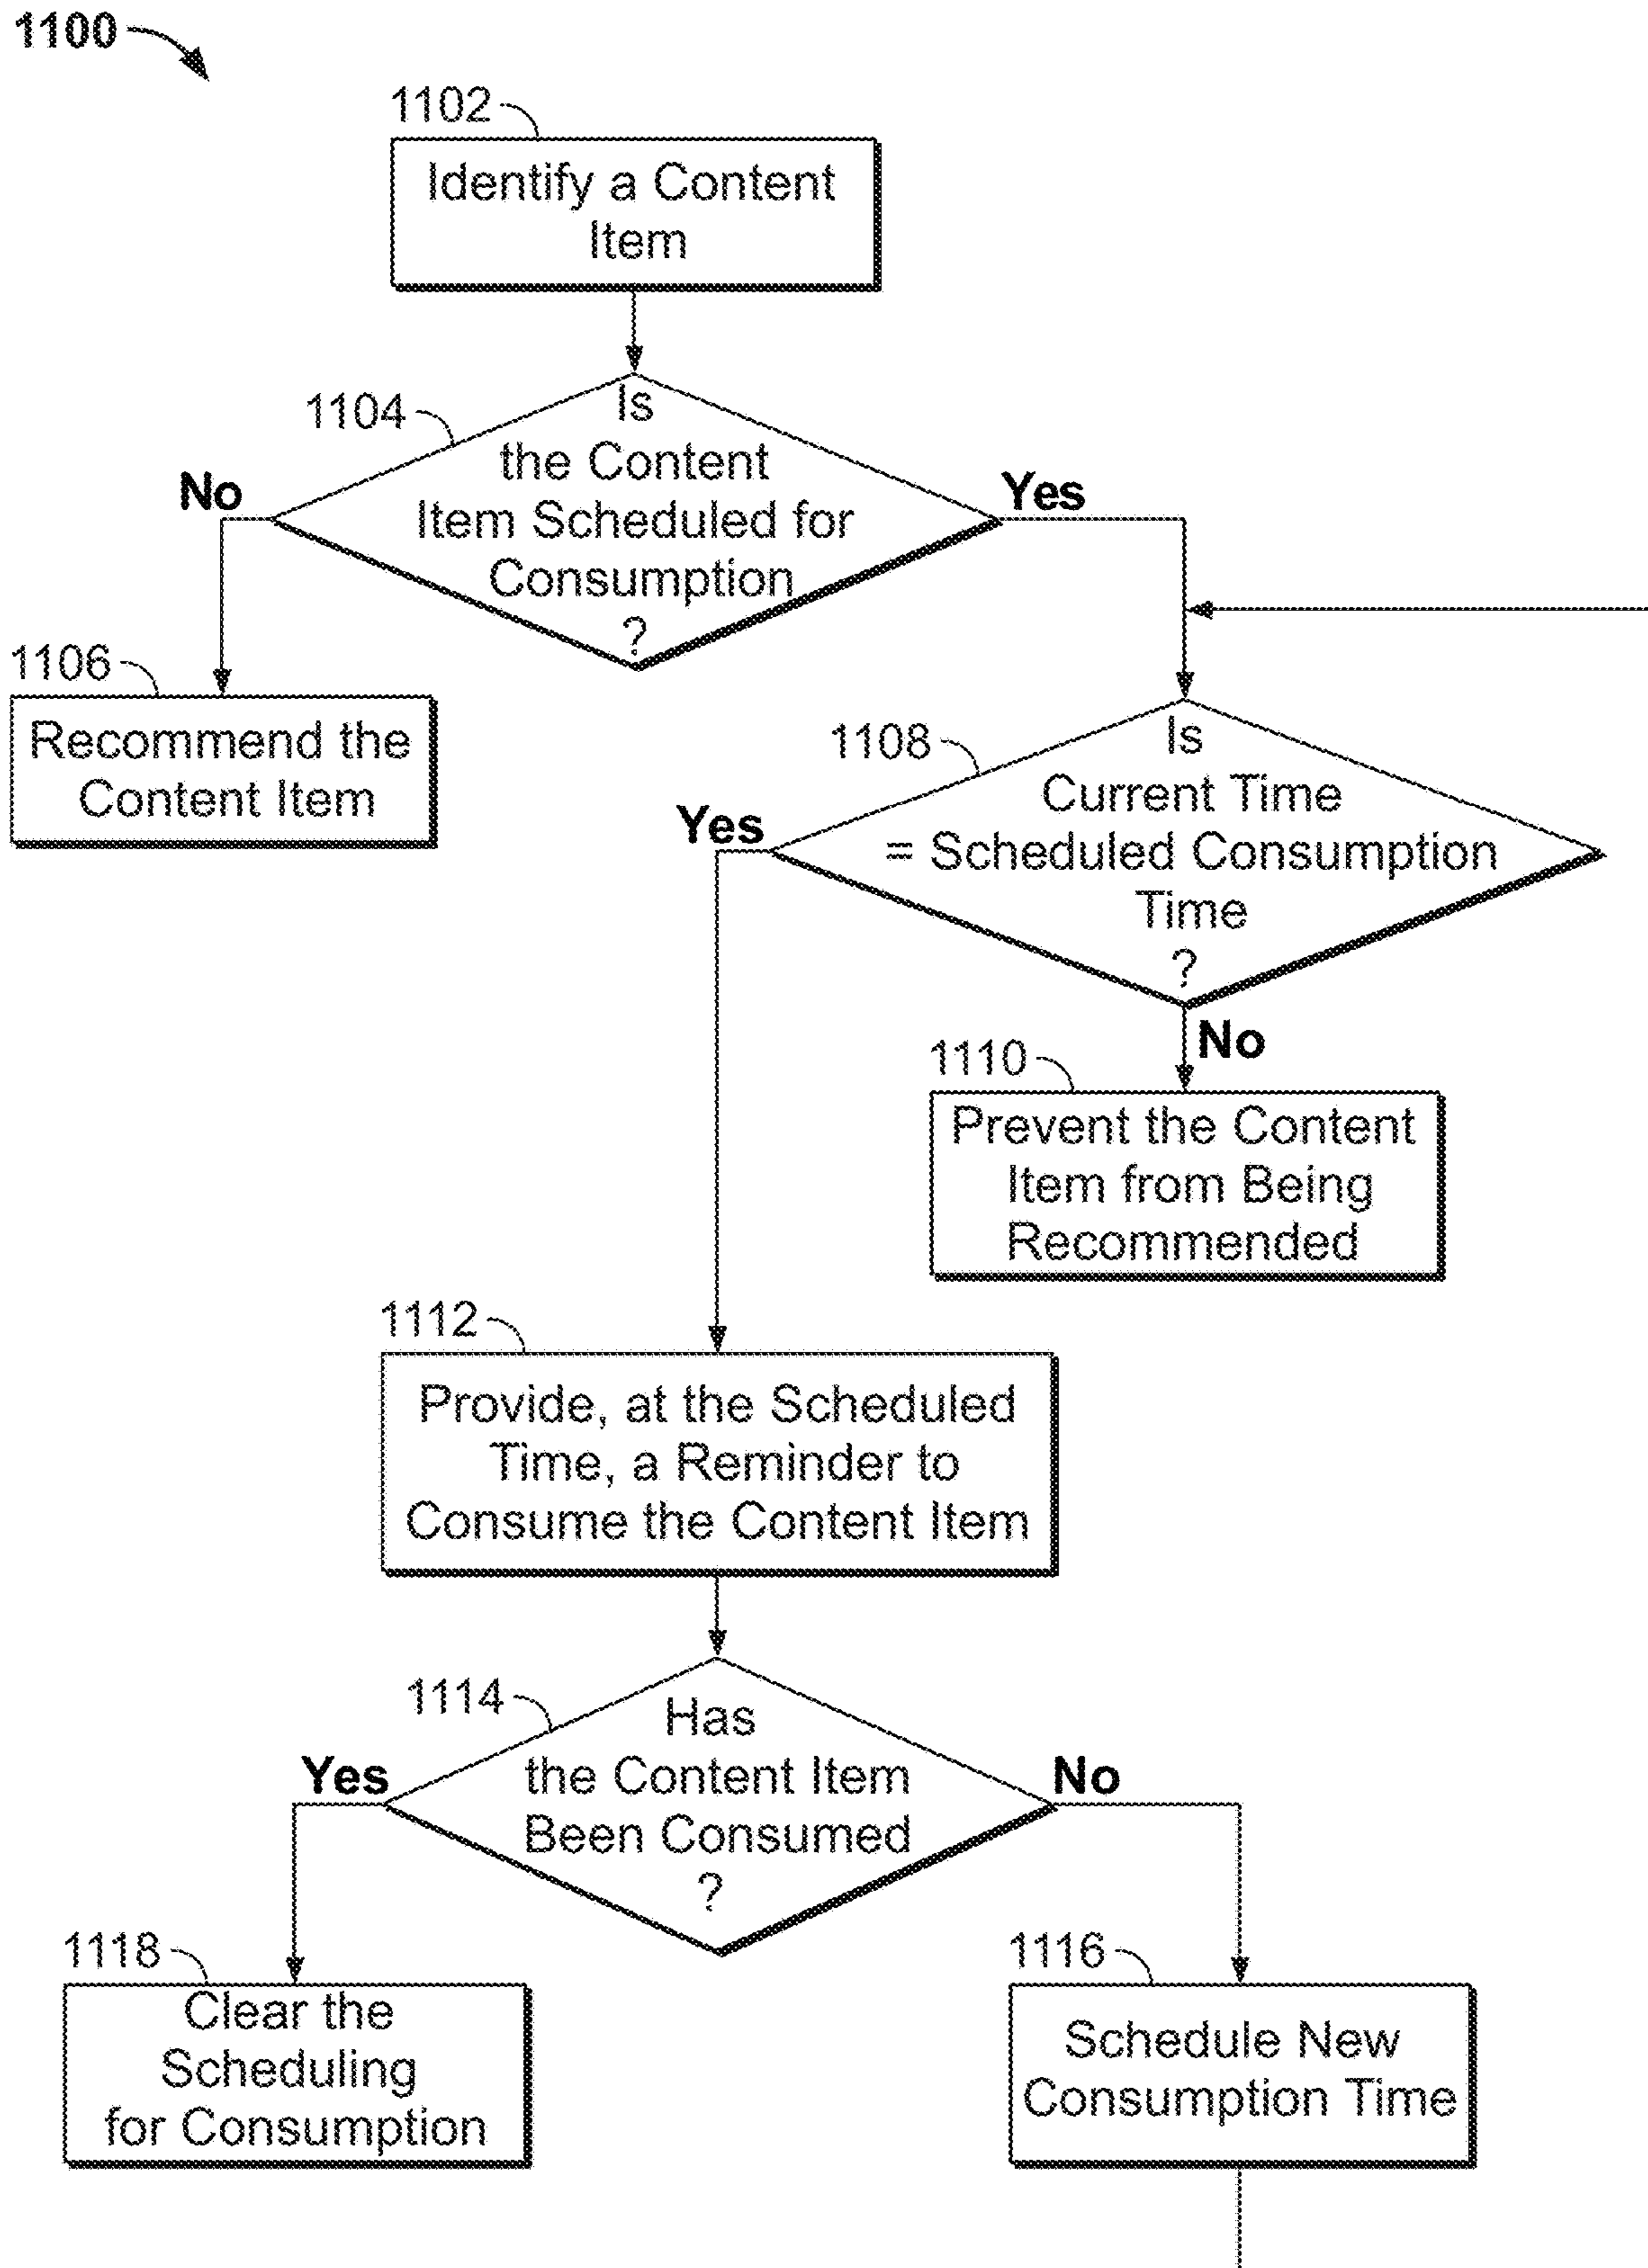 1100
1102
Identify a Content
Item
1104
Is
the Content
Item Scheduled for
Consumption
?
No
Yes
1106
Recommend the
Content Item
1108
Is
Current Time
= Scheduled Consumption
Time
?
Yes
No
1110
Prevent the Content
Item from Being
Recommended
1112
Provide, at the Scheduled
Time, a Reminder to
Consume the Content Item
1114
Has
the Content Item
Been Consumed
?
Yes
No
1118
Clear the
Scheduling
for Consumption
1116
Schedule New
Consumption Time